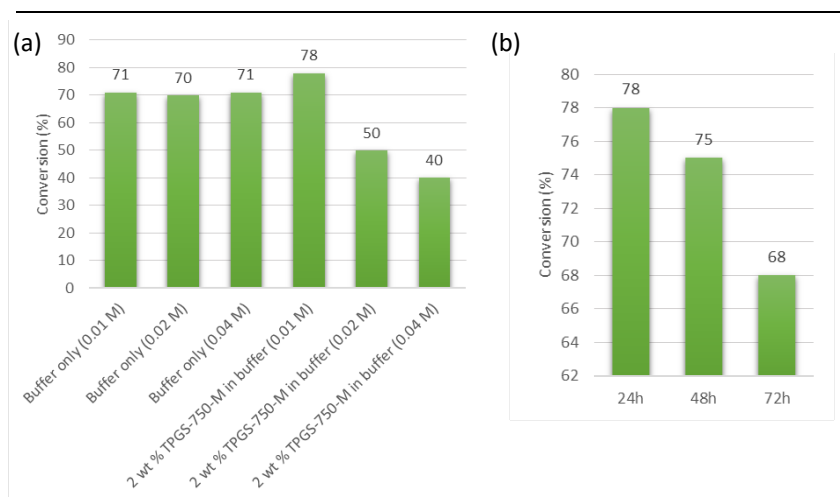 (a)
Conversion (%)
90
80
70
60
50
40
30
20
10
0
71
70
71
78
50
40
Buffer only (0.01 M)
Buffer only (0.02 M)
Buffer only (0.04 M)
2 wt % TPGS-750-M in buffer (0.01 M)
2 wt % TPGS-750-M in buffer (0.02 M)
2 wt % TPGS-750-M in buffer (0.04 M)
(b)
Conversion (%)
80
78
76
74
72
70
68
66
64
62
78
75
68
24h
48h
72h